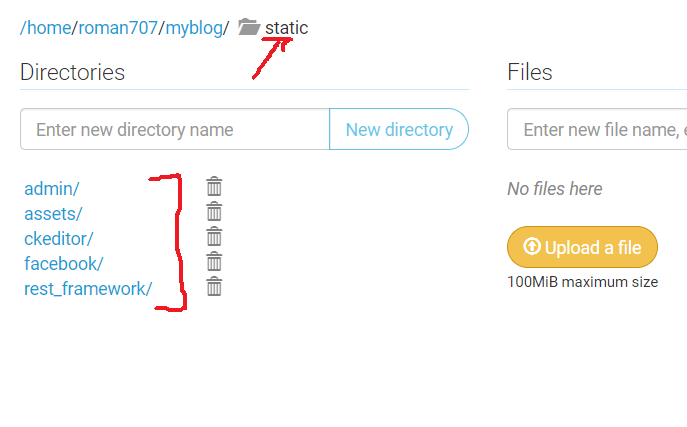 /home/roman707/myblog/ static
Directories
Files
Enter new directory name
New directory
Enter new file name, e
admin/
assets/
ckeditor/
facebook/
rest_framework/
No files here
Upload a file
100MiB maximum size